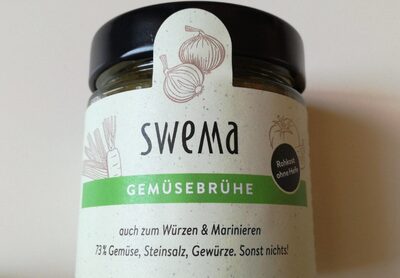 swema
Rohkost
ohne Hefe
GEMÜSEBRÜHE
auch zum Würzen & Marinieren
73% Gemüse, Steinsalz, Gewürze. Sonst nichts!